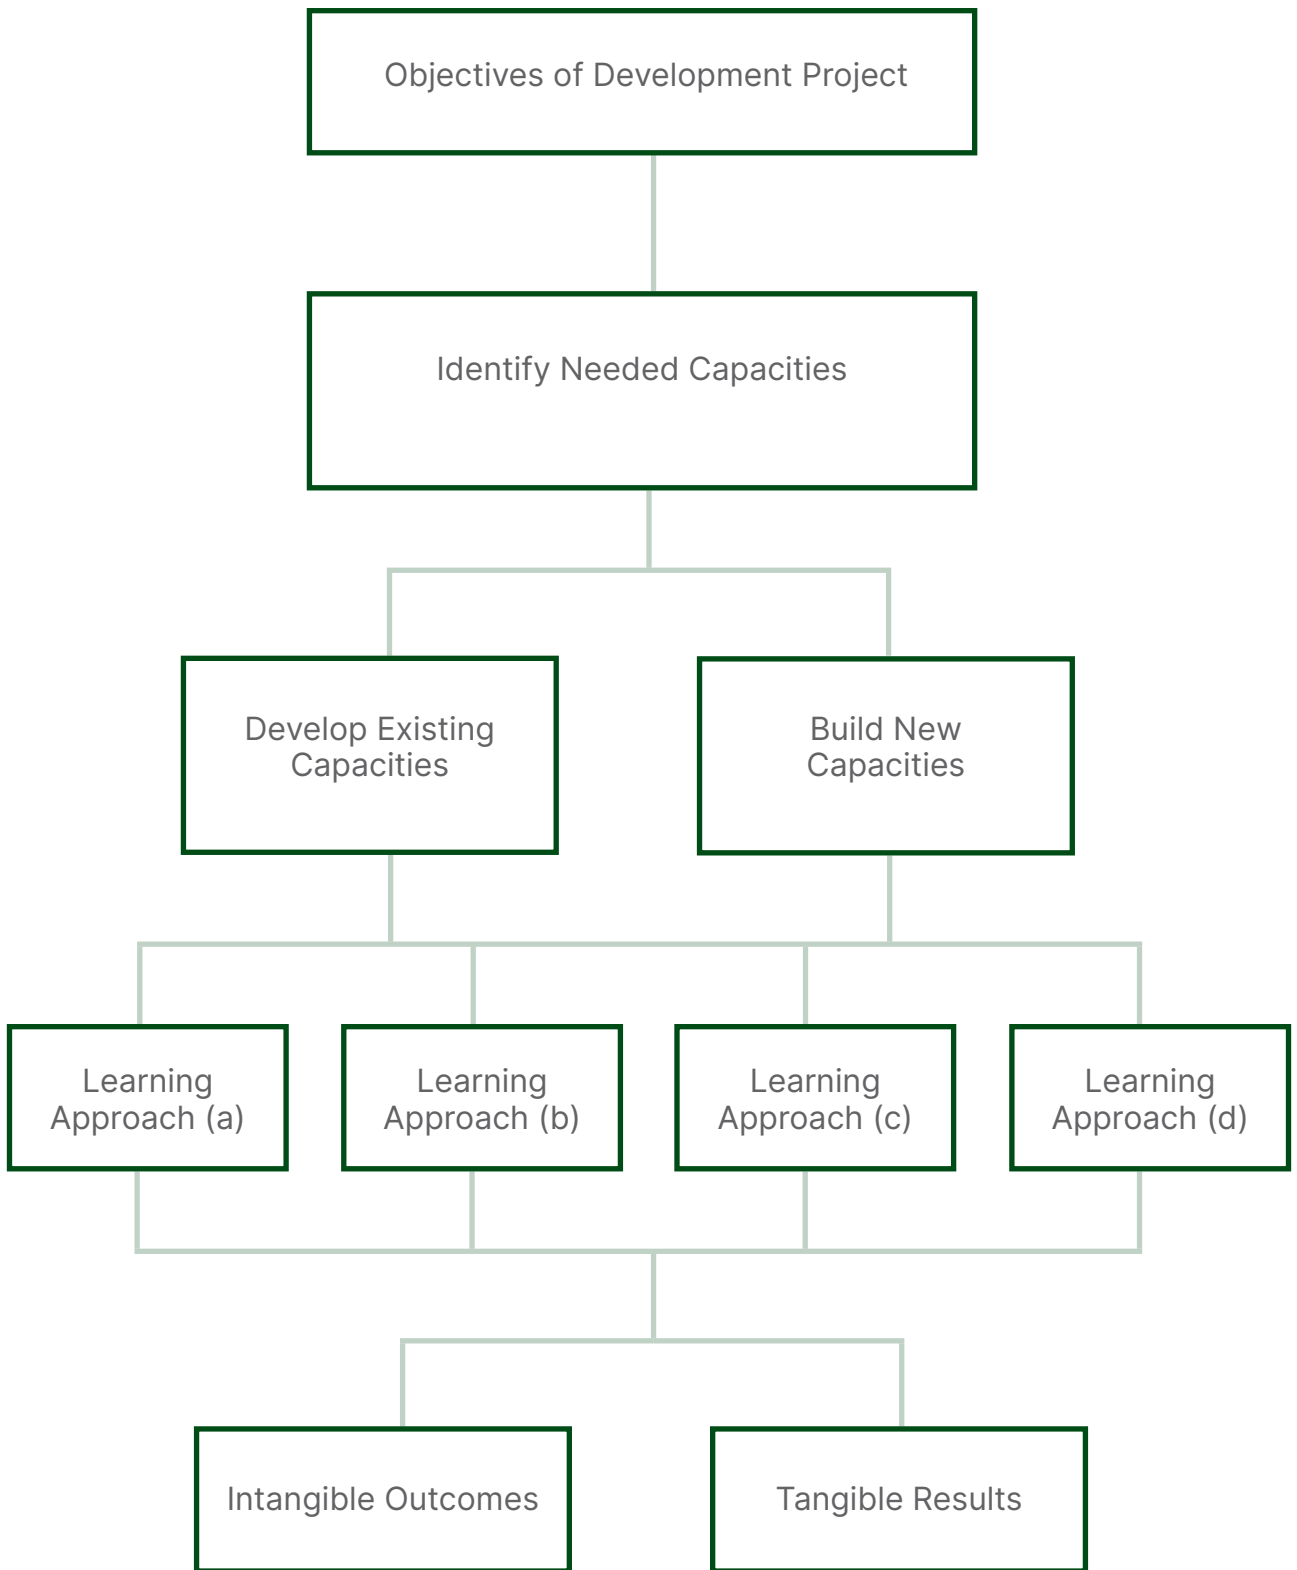 Objectives of Development Project
Identify Needed Capacities
Develop Existing
Capacities
Build New
Capacities
Learning
Approach (a)
Learning
Approach (b)
Learning
Approach (c)
Learning
Approach (d)
Intangible Outcomes
Tangible Results